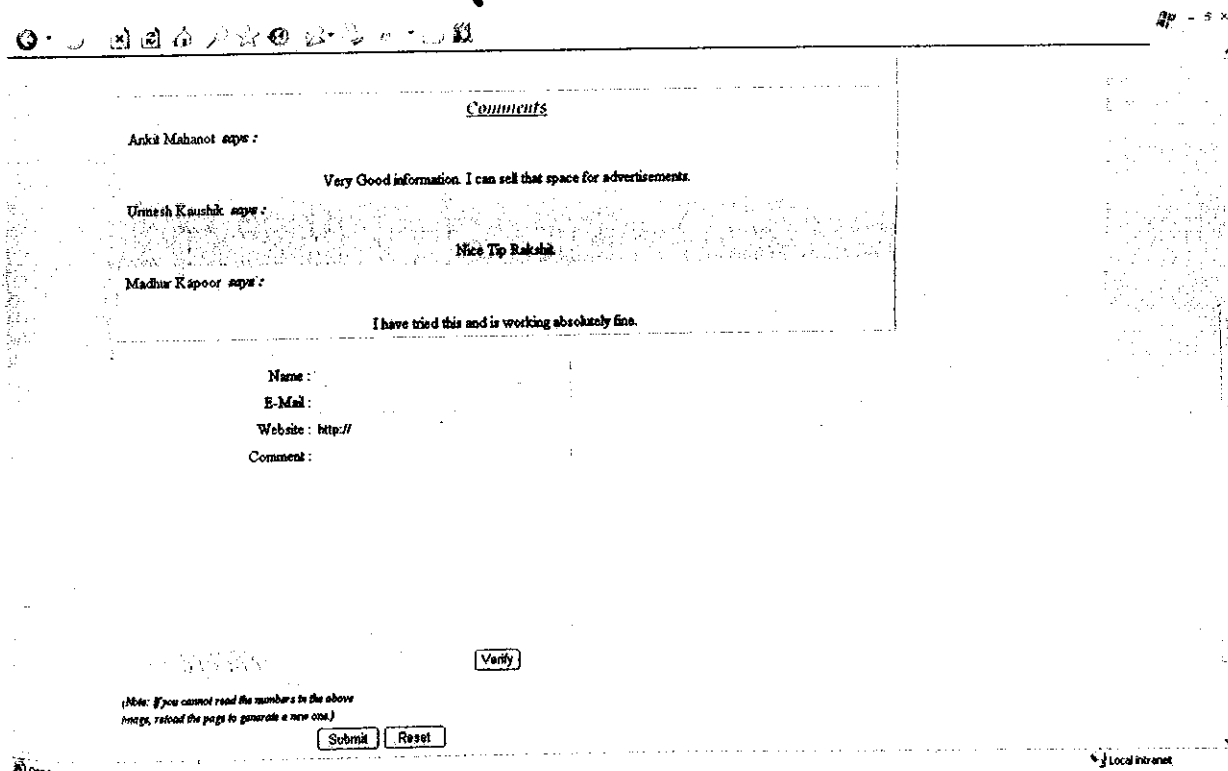 Comments
Ankit Mahanot says :
Very Good information. I can sell that space for advertisements.
Urmesh Kaushik says :
Nice Tip Rakshit.
Madhur Kapoor says :
I have tried this and is working absolutely fine.
Name :
E-Mail :
Website : http://
Comment :
Verify
(Note: If you cannot read the numbers in the above
image, reload the page to generate a new one.)
Submit Reset
Local intranet